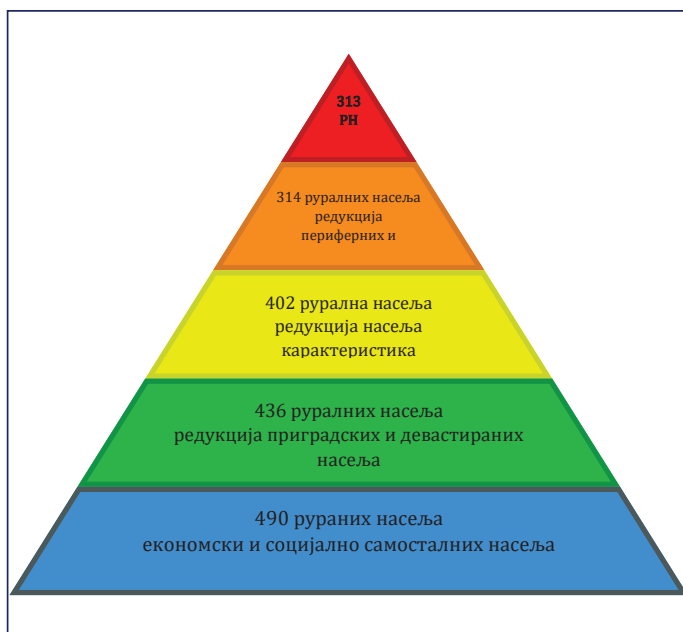 313
РН
314 руралних насеља
редукција
периферних и
402 рурална насеља
редукција насеља
карактеристика
436 руралних насеља
редукција приградских и девастираних
насеља
490 рураних насеља
економски и социјално самосталних насеља